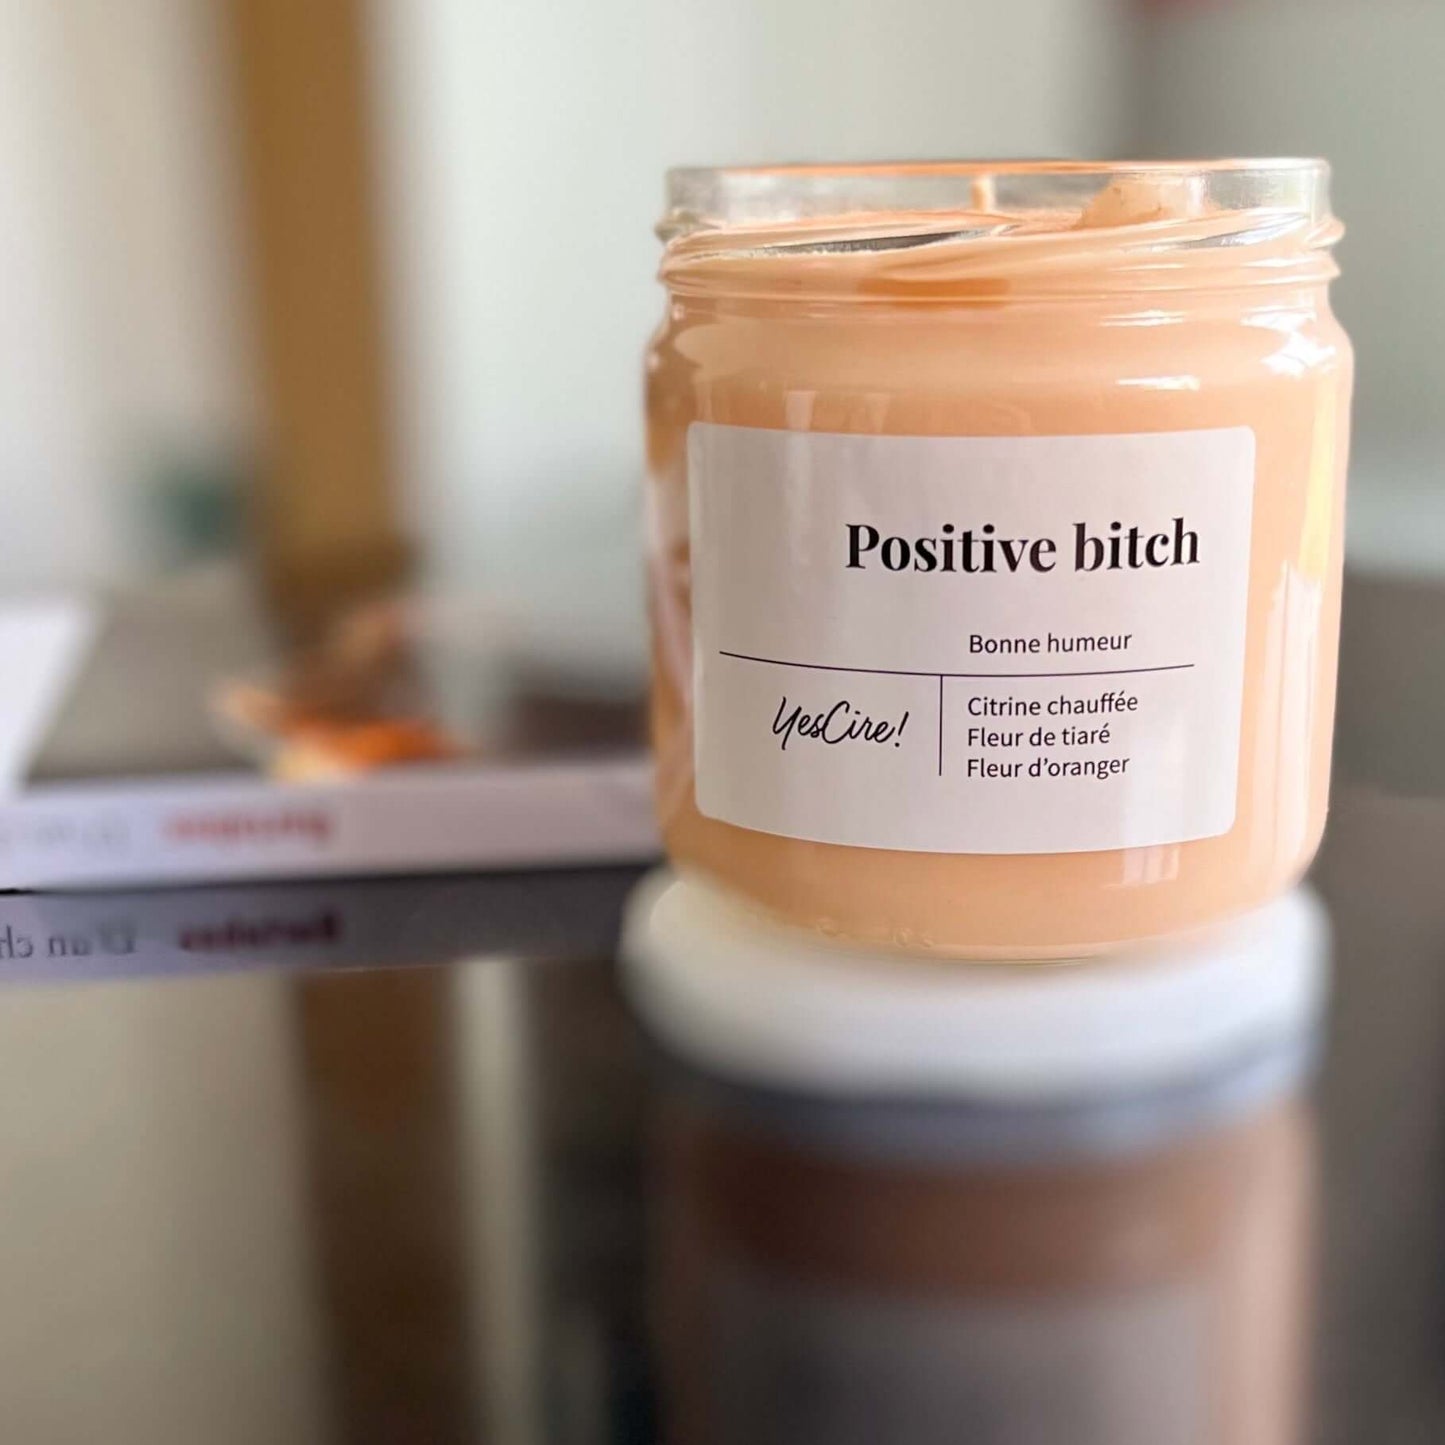 Positive bitch
Bonne humeur
YesCire!
Citrine chauffée
Fleur de tiaré
Fleur d'oranger